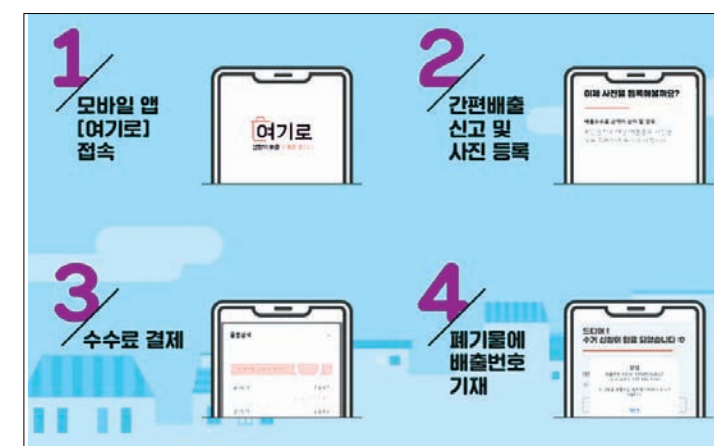 1
모바일 앱
[여기로]
접속
여기로
2
간편배출
신고 및
사진 등록
이제 사진을 등록해볼까요?
3
수수료 결제
4
폐기물에
배출번호
기재
드디어!
수거 신청이 완료 되었습니다 :D